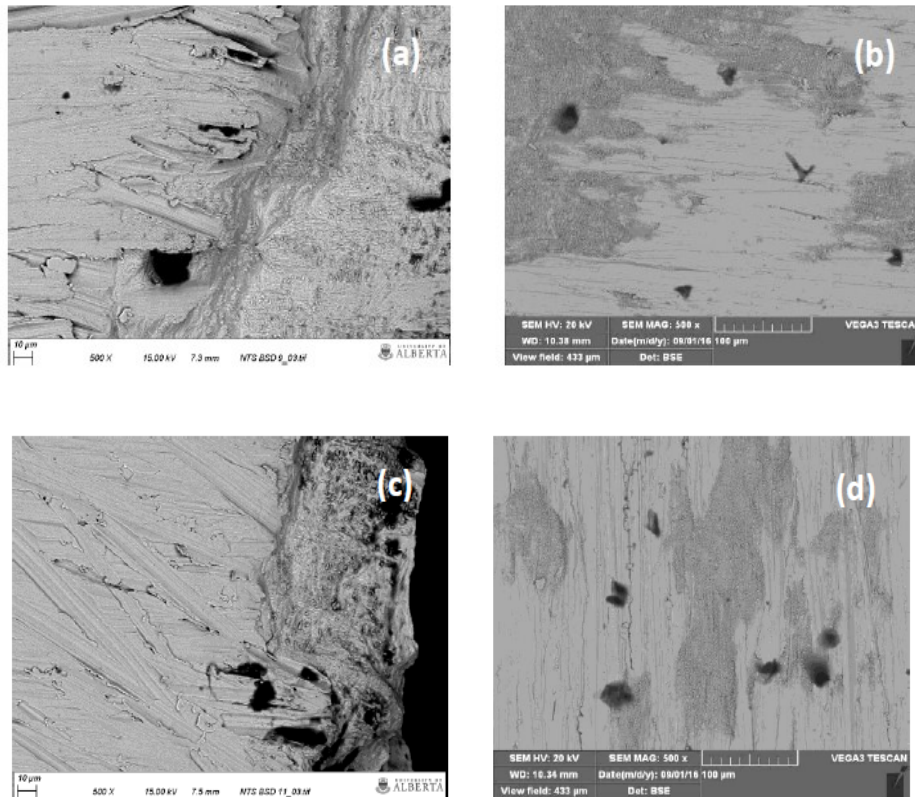 (a)
10 µm
500 X 15.00 kV 7.3 mm NTS BSD 9_03.tif UNIVERSITY OF ALBERTA
(b)
SEM HV: 20 kV SEM MAG: 500 x VEGA3 TESCAN
WD: 10.38 mm Date(m/d/y): 09/01/16 100 µm
View field: 433 µm Det: BSE
(c)
10 µm
500 X 15.00 kV 7.5 mm NTS BSD 11_03.tif UNIVERSITY OF ALBERTA
(d)
SEM HV: 20 kV SEM MAG: 500 x VEGA3 TESCAN
WD: 10.34 mm Date(m/d/y): 09/01/16 100 µm
View field: 433 µm Det: BSE